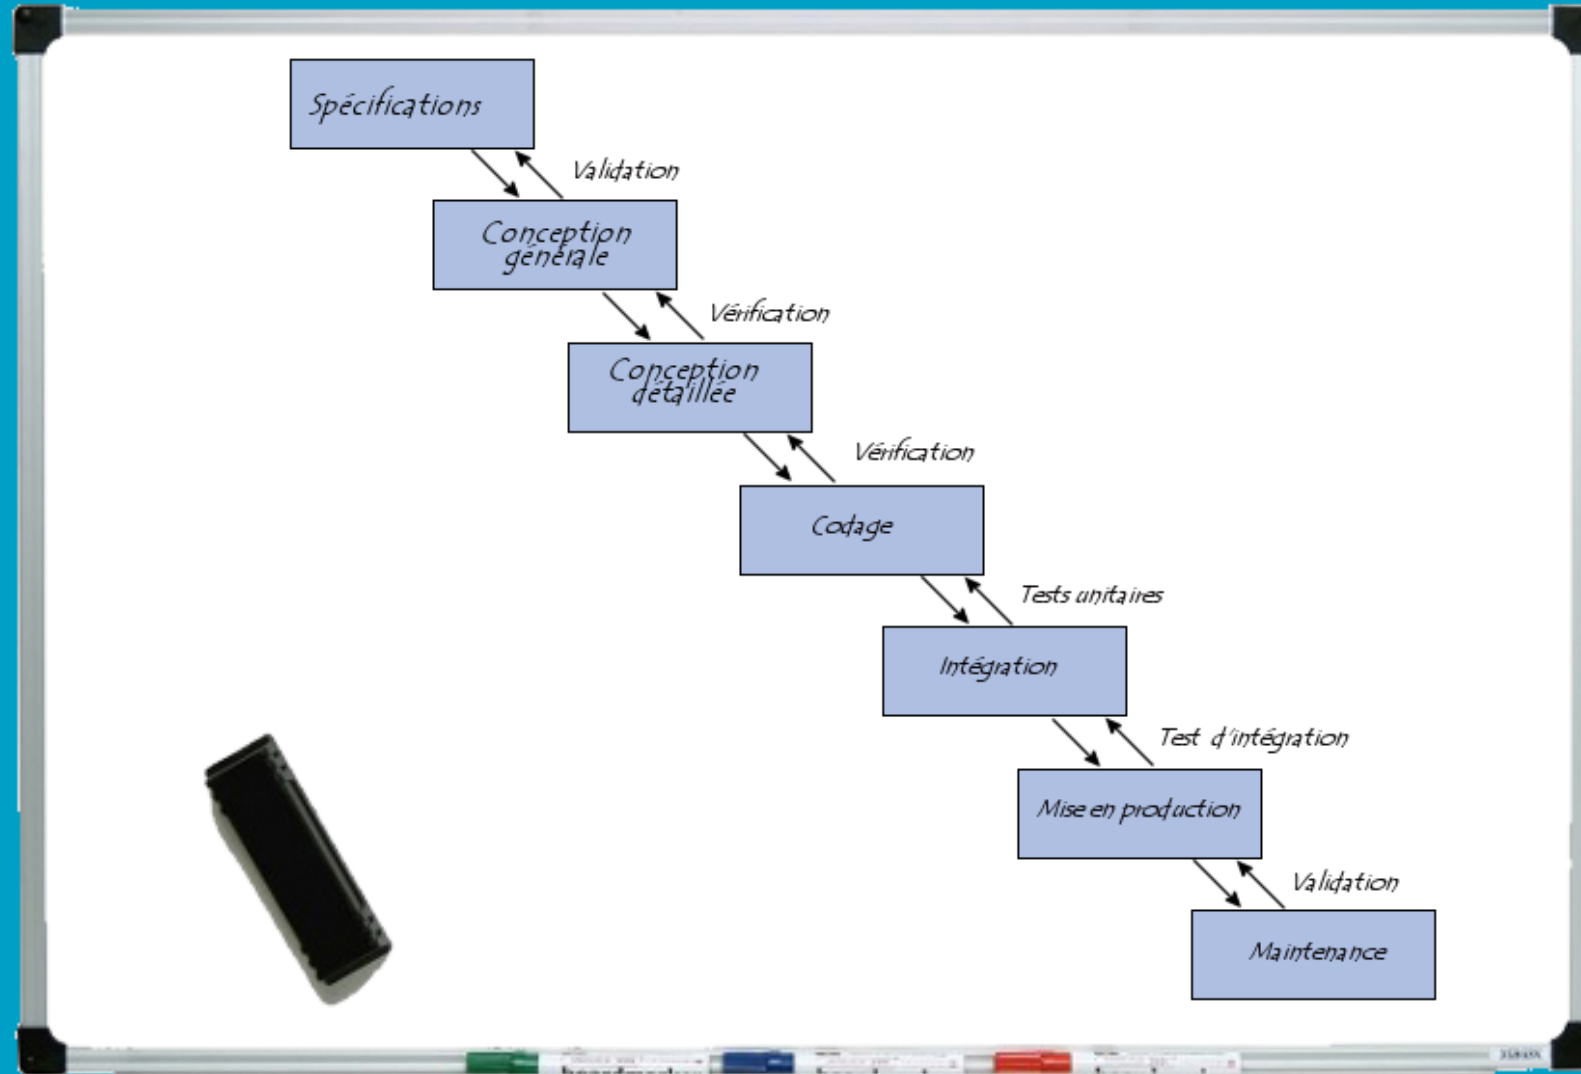 Spécifications
Validation
Conception
générale
Vérification
Conception
détaillée
Vérification
Codage
Tests unitaires
Intégration
Test d'intégration
Mise en production
Validation
Maintenance